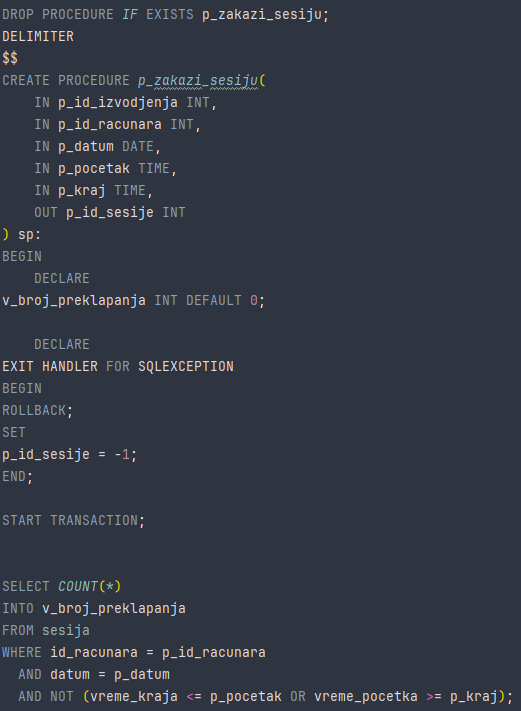 DROP PROCEDURE IF EXISTS p_zakazi_sesiju;
DELIMITER
$$
CREATE PROCEDURE p_zakazi_sesiju(
    IN p_id_izvodjenja INT,
    IN p_id_racunara INT,
    IN p_datum DATE,
    IN p_pocetak TIME,
    IN p_kraj TIME,
    OUT p_id_sesije INT
) sp:
BEGIN
    DECLARE
v_broj_preklapanja INT DEFAULT 0;

    DECLARE
EXIT HANDLER FOR SQLEXCEPTION
BEGIN
ROLLBACK;
SET
p_id_sesije = -1;
END;

START TRANSACTION;


SELECT COUNT(*)
INTO v_broj_preklapanja
FROM sesija
WHERE id_racunara = p_id_racunara
  AND datum = p_datum
  AND NOT (vreme_kraja <= p_pocetak OR vreme_pocetka >= p_kraj);